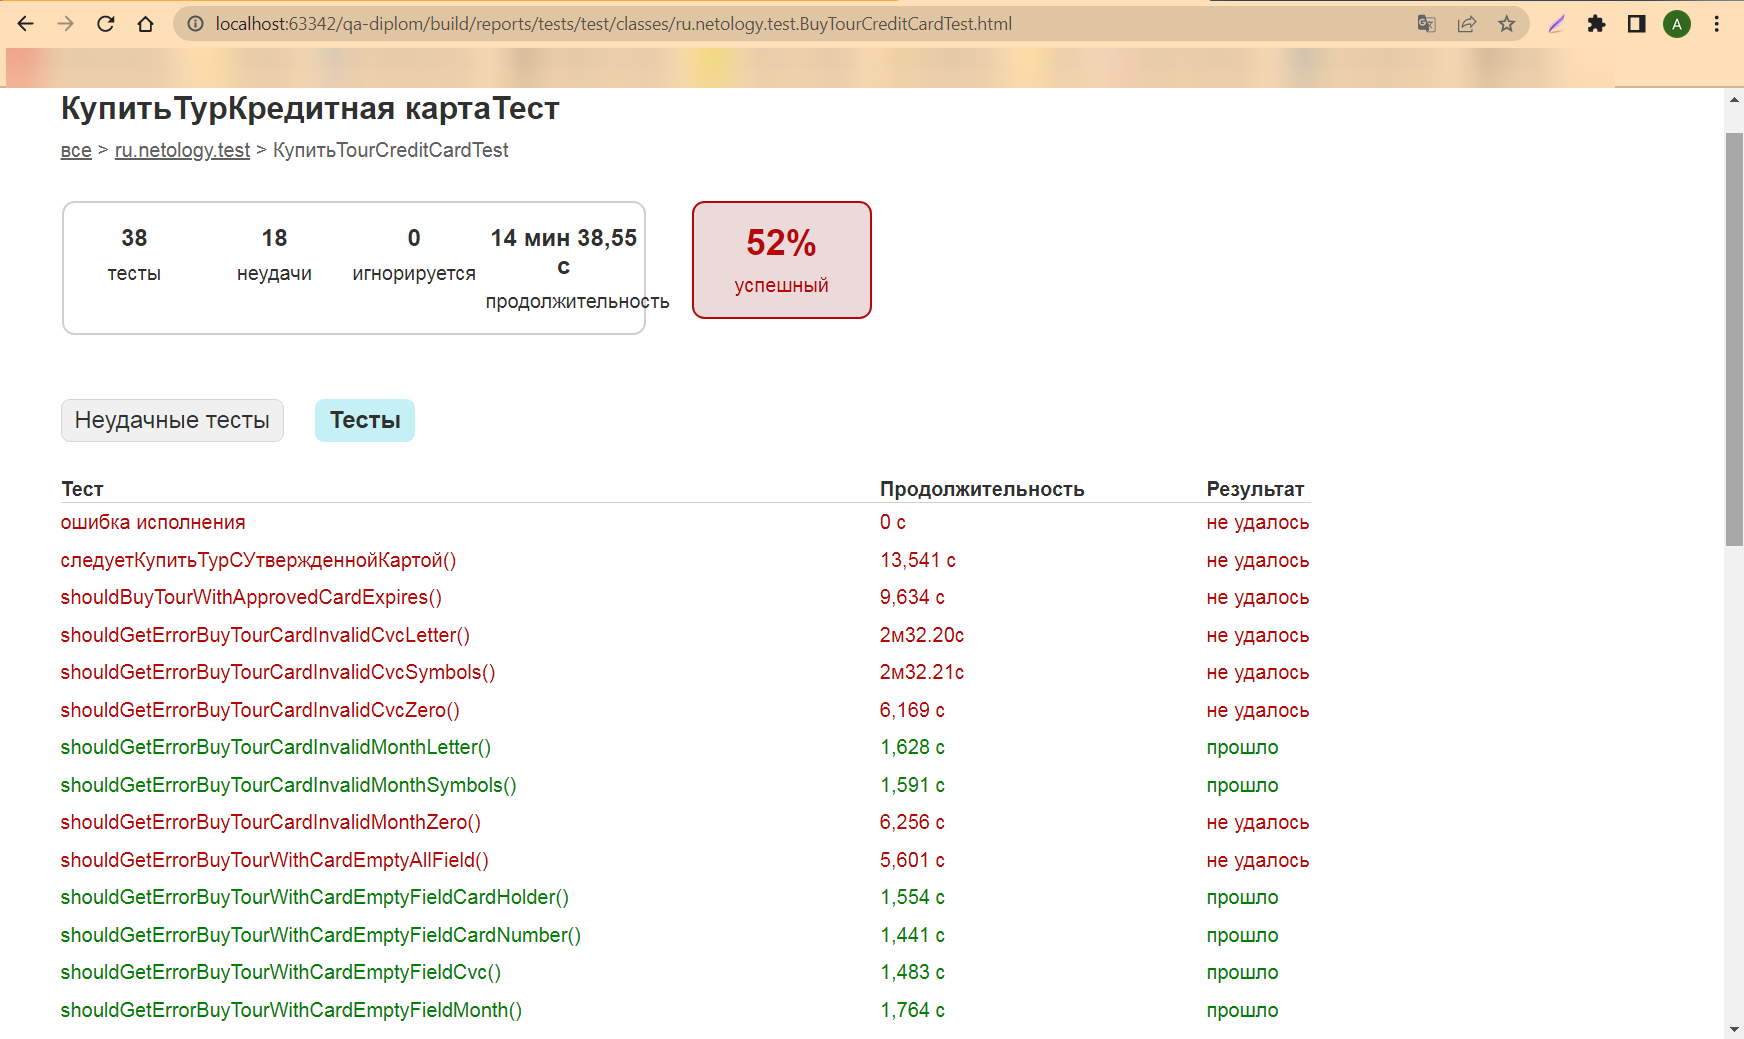 localhost:63342/qa-diplom/build/reports/tests/test/classes/ru.netology.test.BuyTourCreditCardTest.html
A
КупитьТурКредитная картаТест
все > ru.netology.test > КупитьTourCreditCardTest
38 18 0 14 мин 38,55 с
тесты неудачи игнорируется продолжительность
52%
успешный
Неудачные тесты Тесты
Тест Продолжительность Результат
ошибка исполнения 0 с не удалось
следуетКупитьТурСУтвержденнойКартой() 13,541 с не удалось
shouldBuyTourWithApprovedCardExpires() 9,634 с не удалось
shouldGetErrorBuyTourCardInvalidCvcLetter() 2м32.20с не удалось
shouldGetErrorBuyTourCardInvalidCvcSymbols() 2м32.21с не удалось
shouldGetErrorBuyTourCardInvalidCvcZero() 6,169 с не удалось
shouldGetErrorBuyTourCardInvalidMonthLetter() 1,628 с прошло
shouldGetErrorBuyTourCardInvalidMonthSymbols() 1,591 с прошло
shouldGetErrorBuyTourCardInvalidMonthZero() 6,256 с не удалось
shouldGetErrorBuyTourWithCardEmptyAllField() 5,601 с не удалось
shouldGetErrorBuyTourWithCardEmptyFieldCardHolder() 1,554 с прошло
shouldGetErrorBuyTourWithCardEmptyFieldCardNumber() 1,441 с прошло
shouldGetErrorBuyTourWithCardEmptyFieldCvc() 1,483 с прошло
shouldGetErrorBuyTourWithCardEmptyFieldMonth() 1,764 с прошло